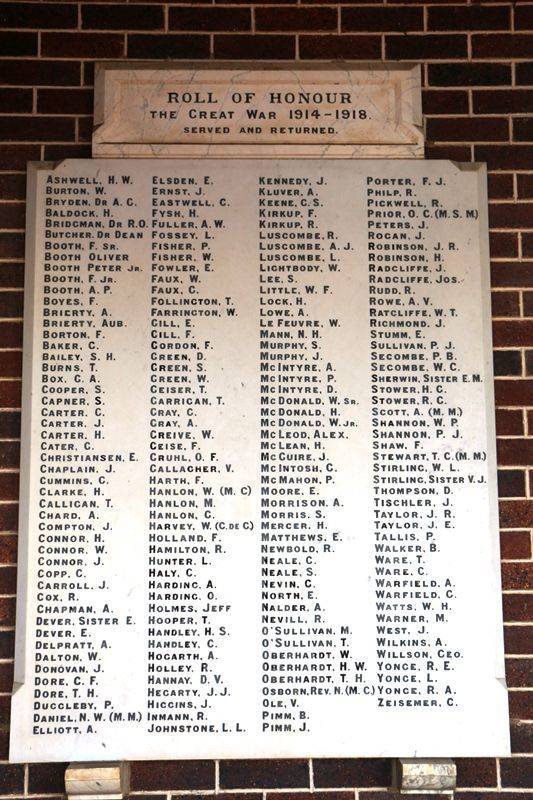 ROLL OF HONOUR
THE GREAT WAR 1914-1918.
SERVED AND RETURNED.
ASHWELL, H. W.
BURTON, W.
BRYDEN, DR A. C.
BALDOCK, H.
BRIDGMAN, DR R.O.
BUTCHER, DR DEAN
BOOTH, F. SR.
BOOTH OLIVER
BOOTH PETER JR.
BOOTH, F. JR.
BOOTH, A. P.
BOYES, F.
BRIERTY, A.
BRIERTY, AUB.
BORTON, F.
BAKER, G.
BAILEY, S. H.
BURNS, T.
BOX, G. A.
COOPER, S.
CAPNER, S.
CARTER, C.
CARTER, J.
CARTER, H.
CATER, C.
CHRISTIANSEN, E.
CHAPLAIN, J.
CUMMINS, G.
CLARKE, H.
CALLIGAN, T.
CHARD, A.
COMPTON, J.
CONNOR, H.
CONNOR, W.
CONNOR, J.
COPP, C.
CARROLL, J.
COX, R.
CHAPMAN, A.
DEVER, SISTER E.
DEVER, E.
DELPRATT, A.
DALTON, W.
DONOVAN, J.
DORE, C. F.
DORE, T. H.
DUGGLEBY, P.
DANIEL, N. W. (M. M.)
ELLIOTT, A.
ELSDEN, E.
ERNST, J.
EASTWELL, C.
FYSH, H.
FULLER, A. W.
FOSSEY, L.
FISHER, P.
FISHER, W.
FOWLER, E.
FAUX, W.
FAUX, G.
FOLLINGTON, T.
FARRINGTON, W.
GILL, E.
GILL, F.
GORDON, F.
GREEN, D.
GREEN, S.
GREEN, W.
GEISER, T.
GARRIGAN, T.
GRAY, G.
GRAY, A.
GREIVE, W.
GEISE, F.
GRUHL, O. F.
GALLAGHER, V.
HARTH, F.
HANLON, W. (M. C)
HANLON, M.
HANLON, G.
HARVEY, W. (C. DE G)
HOLLAND, F.
HAMILTON, R.
HUNTER, L.
HALY, C.
HARDING, A.
HARDING, O.
HOLMES, JEFF
HOOPER, T.
HANDLEY, H. S.
HANDLEY, C.
HOGARTH, A.
HOLLEY, R.
HANNAY, D. V.
HEGARTY, J. J.
HIGGINS, J.
INMANN, R.
JOHNSTONE, L. L.
KENNEDY, J.
KLUVER, A.
KEENE, G. S.
KIRKUP, F.
KIRKUP, R.
LUSCOMBE, R.
LUSCOMBE, A. J.
LUSCOMBE, L.
LIGHTBODY, W.
LEE, S.
LITTLE, W. F.
LOCK, H.
LOWE, A.
LE FEUVRE, W.
MANN, N. H.
MURPHY, S.
MURPHY, J.
MCINTYRE, A.
MCINTYRE, P.
MCINTYRE, D.
MCDONALD, W. SR.
MCDONALD, H.
MCDONALD, W. JR.
MCLEOD, ALEX.
MCLEAN, H.
MCGUIRE, J.
MCINTOSH, G.
MCMAHON, P.
MOORE, E.
MORRISON, A.
MORRIS, S.
MERCER, H.
MATTHEWS, E.
NEWBOLD, R.
NEALE, G.
NEALE, S.
NEVIN, G.
NORTH, E.
NALDER, A.
NEVILL, R.
O'SULLIVAN, M.
O'SULLIVAN, T.
OBERHARDT, W.
OBERHARDT, H. W.
OBERHARDT, T. H.
OSBORN, REV. N. (M. C)
OLE, V.
PIMM, B.
PIMM, J.
PORTER, F. J.
PHILP, R.
PICKWELL, R.
PRIOR, O. C. (M. S. M)
PETERS, J.
ROGAN, J.
ROBINSON, J. R.
ROBINSON, H.
RADCLIFFE, J.
RADCLIFFE, JOS.
RUDD, R.
ROWE, A. V.
RATCLIFFE, W. T.
RICHMOND, J.
STUMM, E.
SULLIVAN, P. J.
SECOMBE, P. B.
SECOMBE, W. C.
SHERWIN, SISTER E. M.
STOWER, H. C.
STOWER, R. C.
SCOTT, A. (M. M.)
SHANNON, W. P.
SHANNON, P. J.
SHAW, F.
STEWART, T. C. (M. M.)
STIRLING, W. L.
STIRLING, SISTER V. J.
THOMPSON, D.
TISCHLER, J.
TAYLOR, J. R.
TAYLOR, J. E.
TALLIS, P.
WALKER, B.
WARE, T.
WARE, G.
WARFIELD, A.
WARFIELD, G.
WATTS, W. H.
WARNER, M.
WEST, J.
WILKINS, A.
WILLSON, GEO.
YONGE, R. E.
YONGE, L.
YONGE, R. A.
ZEISEMER, C.